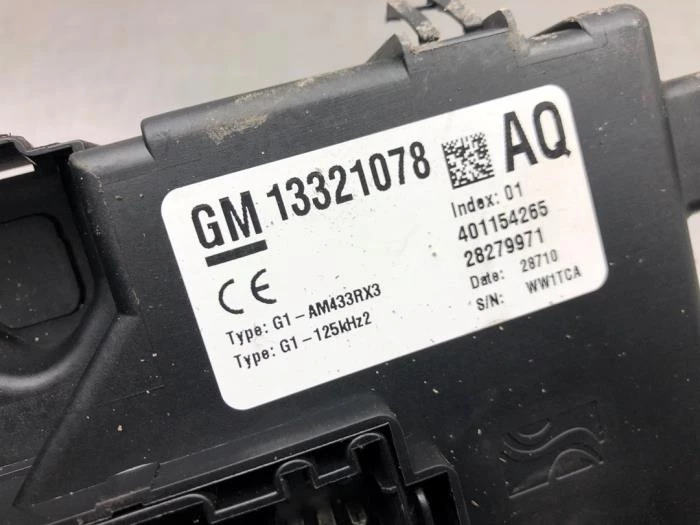 GM 13321078 AQ
Index: 01
401154265
28279971
Date: 28710
S/N: WW1TCA
CE
Type: G1-AM433RX3
Type: G1-125kHz2